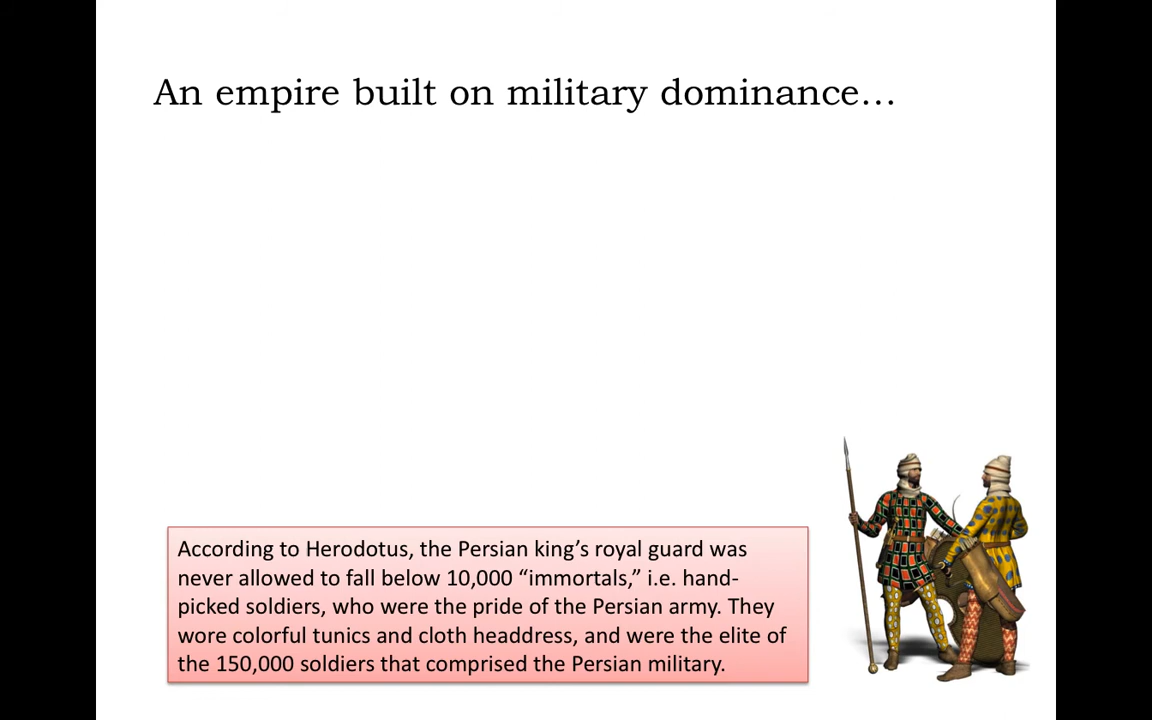 An empire built on military dominance…
According to Herodotus, the Persian king’s royal guard was
never allowed to fall below 10,000 “immortals,” i.e. hand-
picked soldiers, who were the pride of the Persian army. They
wore colorful tunics and cloth headdress, and were the elite of
the 150,000 soldiers that comprised the Persian military.